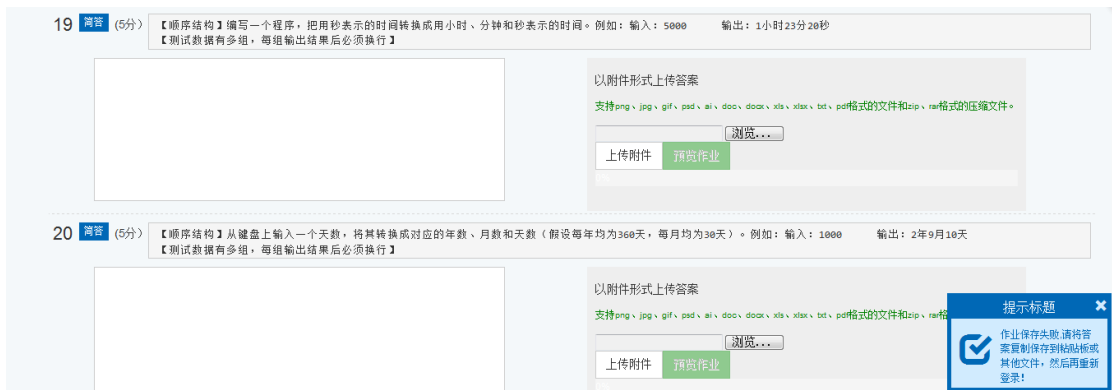 19 简答 (5分) 【顺序结构】编写一个程序，把用秒表示的时间转换成用小时、分钟和秒表示的时间。例如：输入：5000 输出：1小时23分20秒
【测试数据有多组，每组输出结果后必须换行】
以附件形式上传答案
支持png、jpg、gif、psd、ai、doc、docx、xls、xlsx、txt、pdf格式的文件和zip、rar格式的压缩文件。
浏览...
上传附件 预览作业
20 简答 (5分) 【顺序结构】从键盘上输入一个天数，将其转换成对应的年数、月数和天数（假设每年均为360天，每月均为30天）。例如：输入：1000 输出：2年9月10天
【测试数据有多组，每组输出结果后必须换行】
以附件形式上传答案
支持png、jpg、gif、psd、ai、doc、docx、xls、xlsx、txt、pdf格式的文件和zip、rar格
浏览...
上传附件 预览作业
提示标题
作业保存失败,请将答
案复制保存到粘贴板或
其他文件，然后再重新
登录！